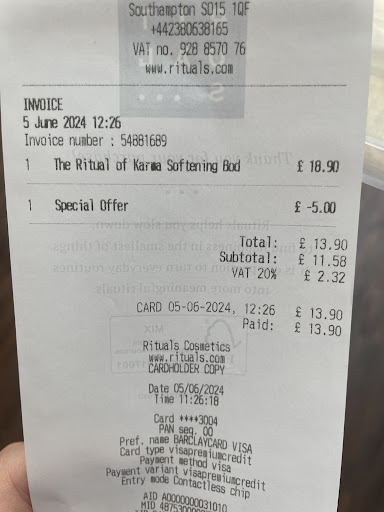 Southampton SO15 1QF
+442380638165
VAT no. 928 8570 76
www.rituals.com
INVOICE
5 June 2024 12:26
Invoice number : 54881689
1 The Ritual of Karma Softening Bod £ 18.90
1 Special Offer £ -5.00
Total: £ 13.90
Subtotal: £ 11.58
VAT 20% £ 2.32
CARD 05-06-2024, 12:26 £ 13.90
Paid: £ 13.90
Rituals Cosmetics
www.rituals.com
CARDHOLDER COPY
Date 05/06/2024
Time 11:26:18
Card ****3004
PAN seq. 00
Pref. name BARCLAYCARD VISA
Card type visapremiumcredit
Payment method visa
Payment variant visapremiumcredit
Entry mode Contactless chip
AID A0000000031010